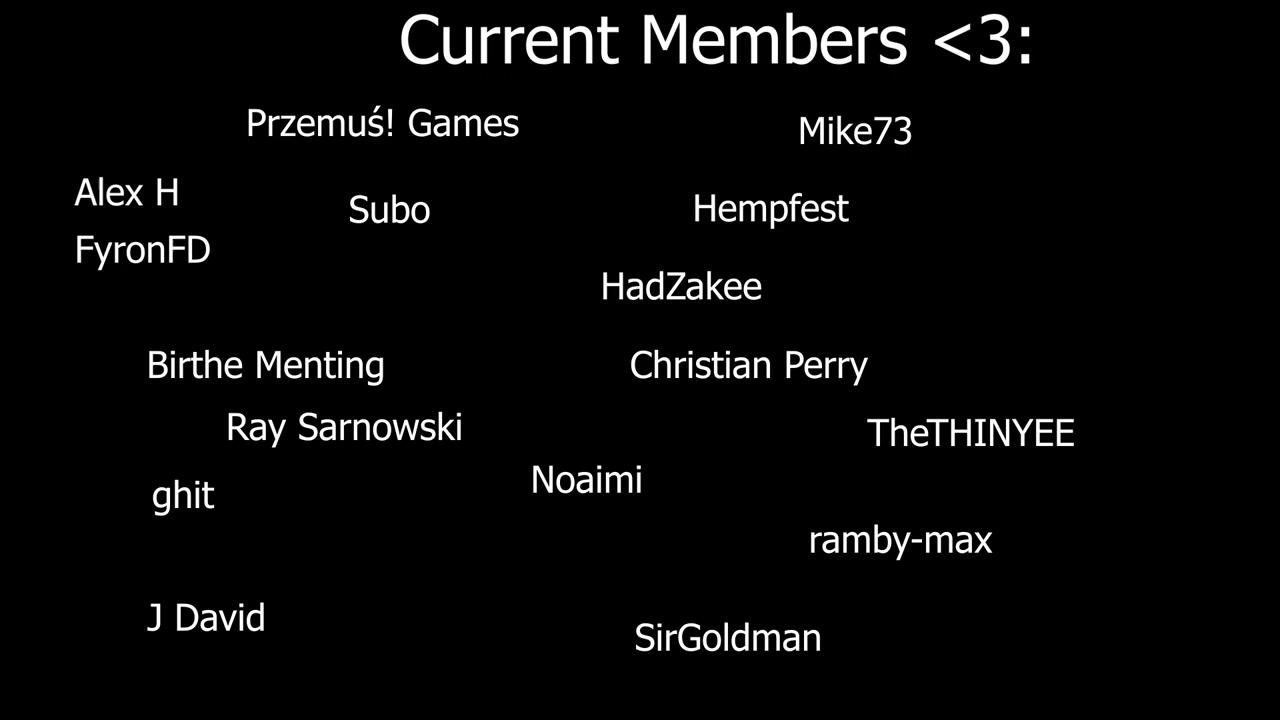 Current Members <3:
Przemuś! Games
Mike73
Alex H
Subo
Hempfest
FyronFD
HadZakee
Birthe Menting
Christian Perry
Ray Sarnowski
TheTHINYEE
Noaimi
ghit
ramby-max
J David
SirGoldman